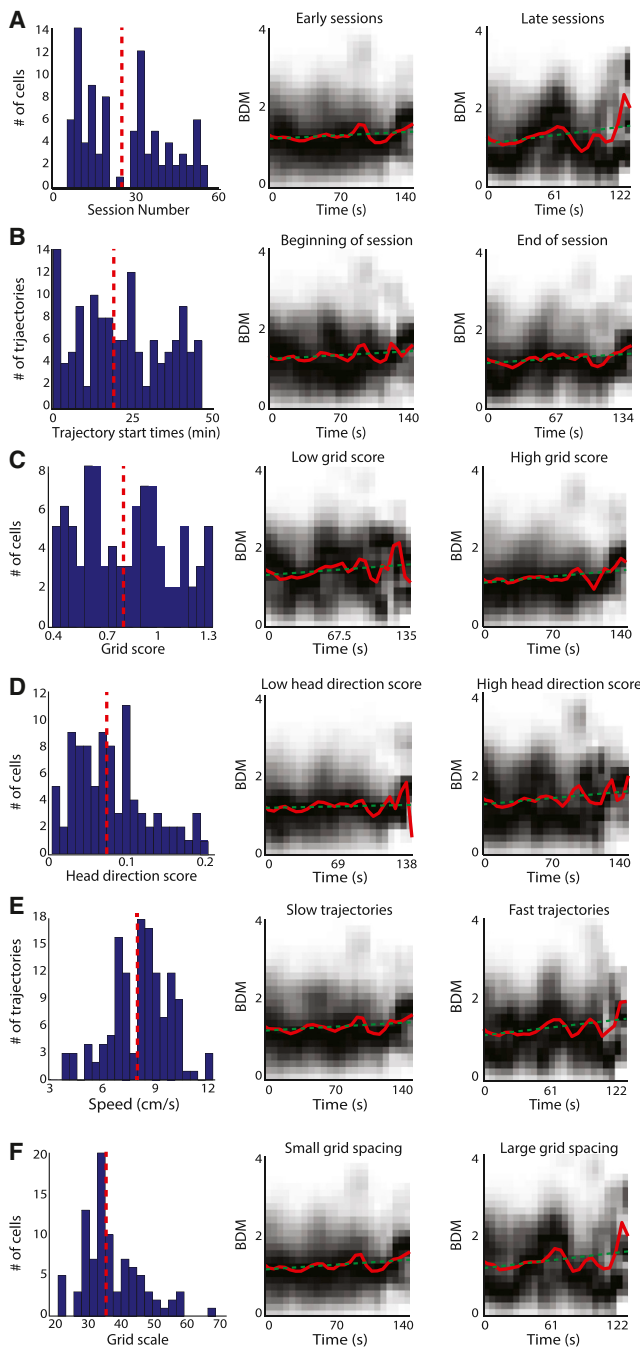 A
Early sessions
Late sessions
# of cells
14
12
10
8
6
4
2
0
0
30
60
Session Number
BDM
4
2
0
0
70
140
Time (s)
BDM
4
2
0
0
61
122
Time (s)
B
Beginning of session
End of session
# of trjaectories
14
12
10
8
6
4
2
0
0
25
50
Trajectory start times (min)
BDM
4
2
0
0
70
140
Time (s)
BDM
4
2
0
0
67
134
Time (s)
C
Low grid score
High grid score
# of cells
8
6
4
2
0
0.4
0.7
1
1.3
Grid score
BDM
4
2
0
0
67.5
135
Time (s)
BDM
4
2
0
0
70
140
Time (s)
D
Low head direction score
High head direction score
# of cells
12
10
8
6
4
2
0
0
0.1
0.2
Head direction score
BDM
4
2
0
0
69
138
Time (s)
BDM
4
2
0
0
70
140
Time (s)
E
Slow trajectories
Fast trajectories
# of trajectories
18
15
12
9
6
3
0
3
6
9
12
Speed (cm/s)
BDM
4
2
0
0
70
140
Time (s)
BDM
4
2
0
0
61
122
Time (s)
F
Small grid spacing
Large grid spacing
# of cells
20
15
10
5
0
20
30
40
50
60
70
Grid scale
BDM
4
2
0
0
70
140
Time (s)
BDM
4
2
0
0
61
122
Time (s)